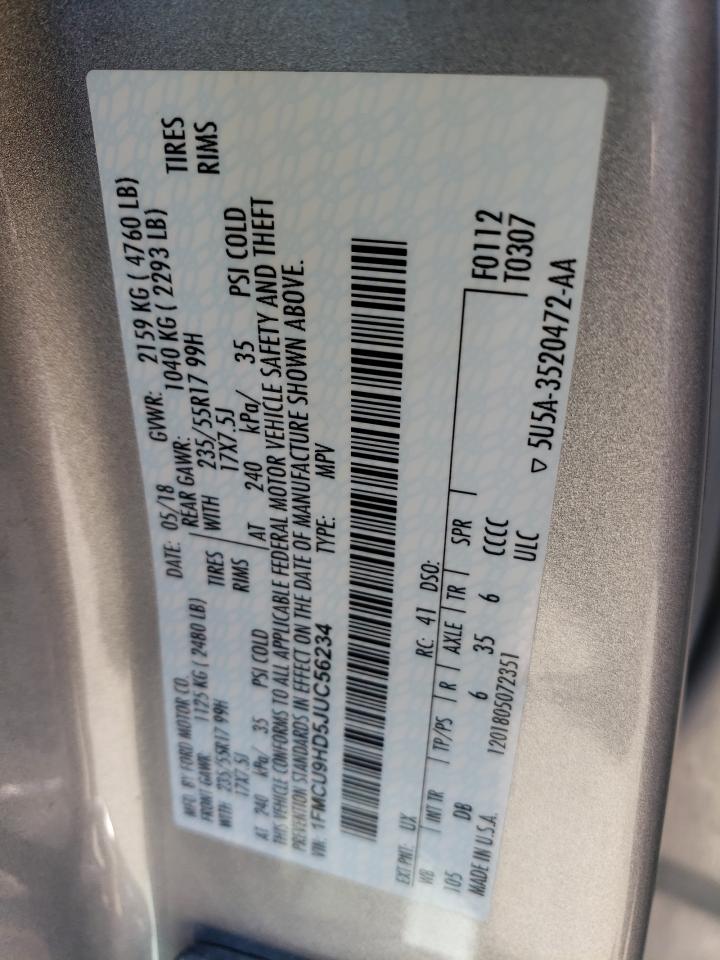 MFD. BY FORD MOTOR CO.
DATE: 05/18 GVWR: 2159 KG ( 4760 LB)
FRONT GAWR: 1125 KG ( 2480 LB) REAR GAWR: 1040 KG ( 2293 LB)
WITH 235/55R17 99H TIRES WITH 235/55R17 99H TIRES
17X7.5J RIMS 17X7.5J RIMS
AT 240 kPa/ 35 PSI COLD AT 240 kPa/ 35 PSI COLD
THIS VEHICLE CONFORMS TO ALL APPLICABLE FEDERAL MOTOR VEHICLE SAFETY AND THEFT
PREVENTION STANDARDS IN EFFECT ON THE DATE OF MANUFACTURE SHOWN ABOVE.
VIN: 1FMCU9HD5JUC56234 TYPE: MPV
EXT PNT: UX RC: 41 DSO:
WB INT TR TP/PS R AXLE TR SPR F0112
105 DB 6 35 6 CCCC T0307
1201805072351 ULC
MADE IN U.S.A. ▽ 5U5A-3520472-AA